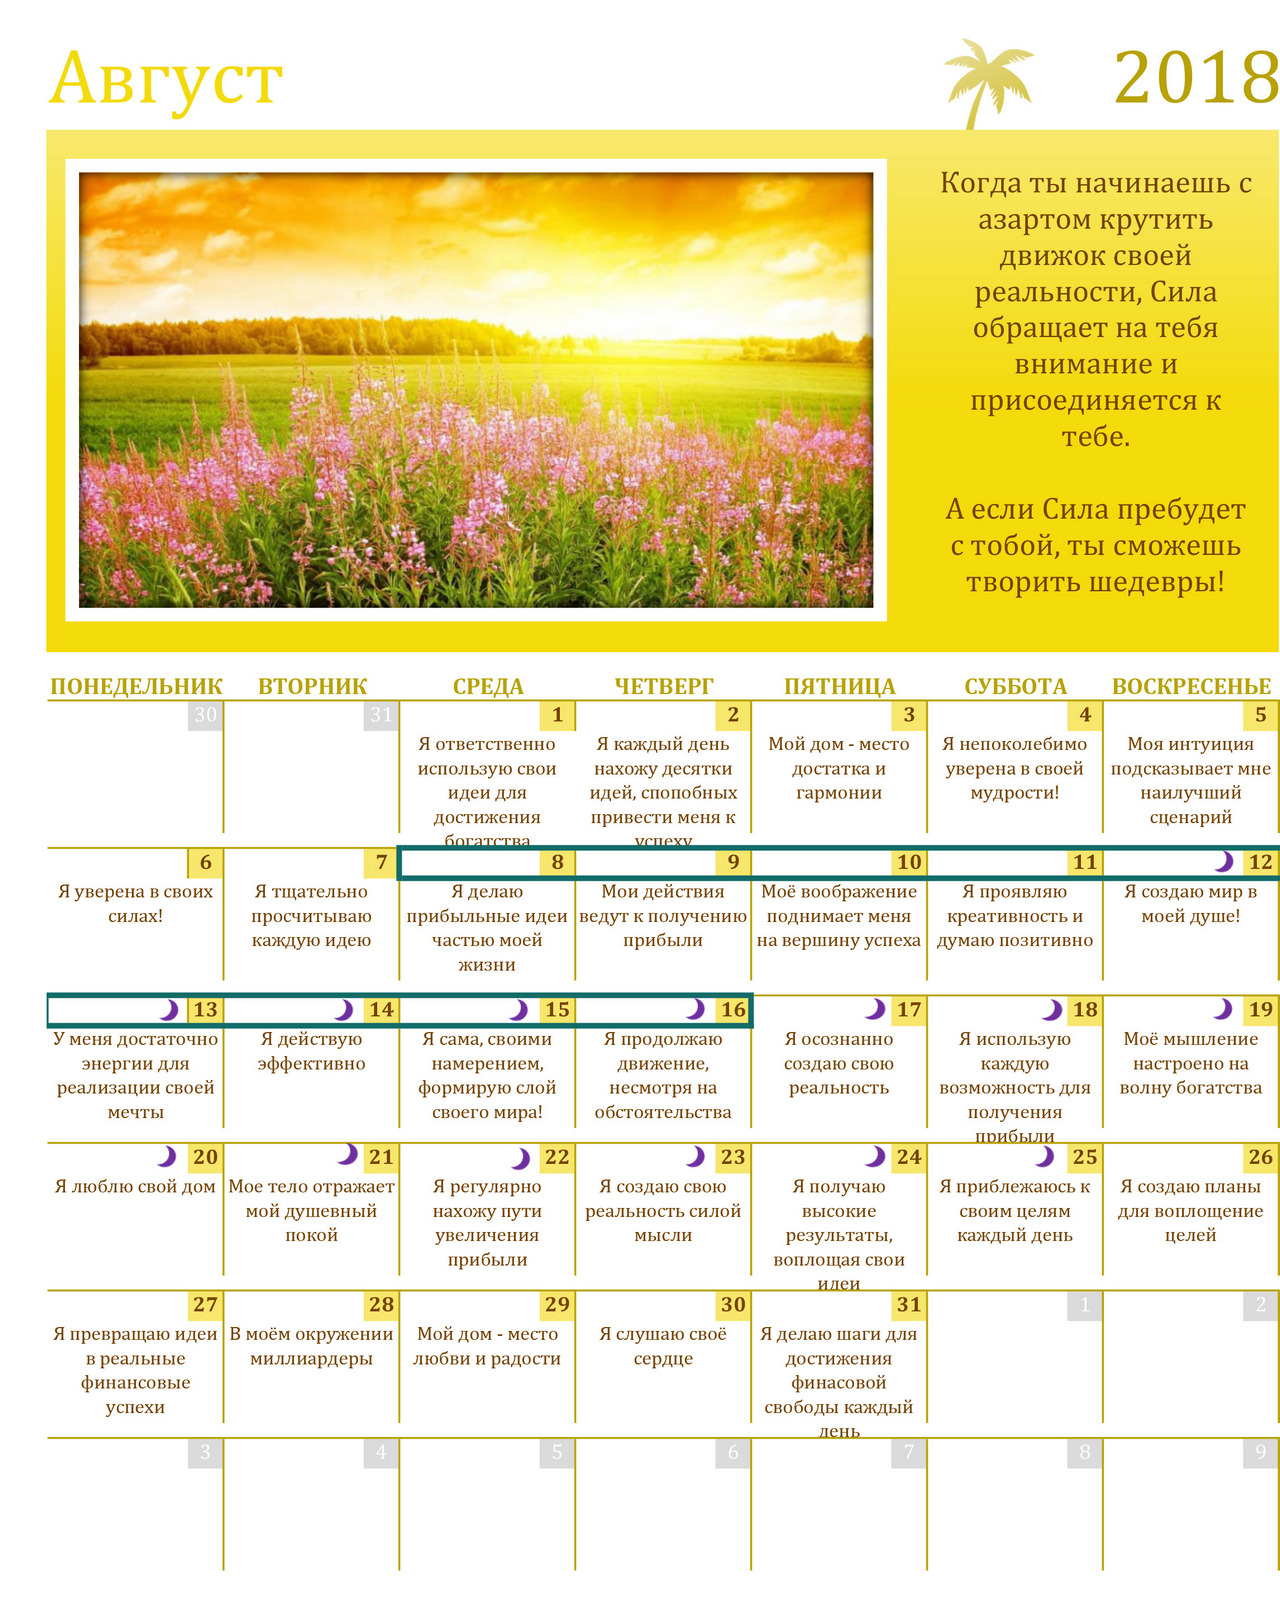 Август
2018
Когда ты начинаешь с
азартом крутить
движок своей
реальности, Сила
обращает на тебя
внимание и
присоединяется к
тебе.
А если Сила пребудет
с тобой, ты сможешь
творить шедевры!
ПОНЕДЕЛЬНИК ВТОРНИК СРЕДА ЧЕТВЕРГ ПЯТНИЦА СУББОТА ВОСКРЕСЕНЬЕ
30
31
1
Я ответственно
использую свои
идеи для
достижения
богатства
2
Я каждый день
нахожу десятки
идей, спопобных
привести меня к
успеху
3
Мой дом - место
достатка и
гармонии
4
Я непоколебимо
уверена в своей
мудрости!
5
Моя интуиция
подсказывает мне
наилучший
сценарий
6
Я уверена в своих
силах!
7
Я тщательно
просчитываю
каждую идею
8
Я делаю
прибыльные идеи
частью моей
жизни
9
Мои действия
ведут к получению
прибыли
10
Моё воображение
поднимает меня
на вершину успеха
11
Я проявляю
креативность и
думаю позитивно
12
Я создаю мир в
моей душе!
13
У меня достаточно
энергии для
реализации своей
мечты
14
Я действую
эффективно
15
Я сама, своими
намерением,
формирую слой
своего мира!
16
Я продолжаю
движение,
несмотря на
обстоятельства
17
Я осознанно
создаю свою
реальность
18
Я использую
каждую
возможность для
получения
прибыли
19
Моё мышление
настроено на
волну богатства
20
Я люблю свой дом
21
Мое тело отражает
мой душевный
покой
22
Я регулярно
нахожу пути
увеличения
прибыли
23
Я создаю свою
реальность силой
мысли
24
Я получаю
высокие
результаты,
воплощая свои
идеи
25
Я приблежаюсь к
своим целям
каждый день
26
Я создаю планы
для воплощение
целей
27
Я превращаю идеи
в реальные
финансовые
успехи
28
В моём окружении
миллиардеры
29
Мой дом - место
любви и радости
30
Я слушаю своё
сердце
31
Я делаю шаги для
достижения
финасовой
свободы каждый
день
1
2
3
4
5
6
7
8
9